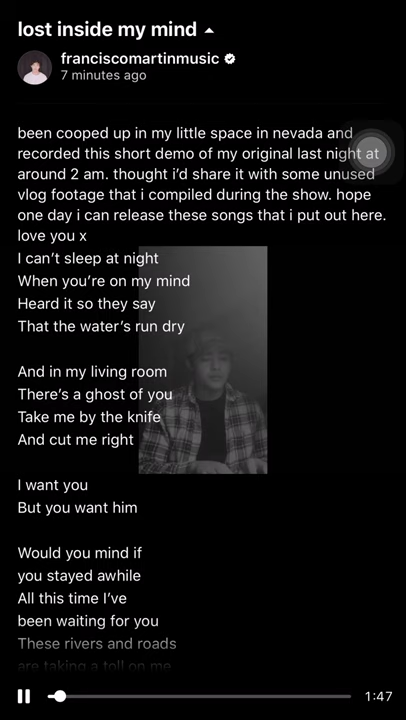 lost inside my mind
franciscomartinmusic
7 minutes ago
been cooped up in my little space in nevada and
recorded this short demo of my original last night at
around 2 am. thought i’d share it with some unused
vlog footage that i compiled during the show. hope
one day i can release these songs that i put out here.
love you x
I can’t sleep at night
When you’re on my mind
Heard it so they say
That the water’s run dry
And in my living room
There’s a ghost of you
Take me by the knife
And cut me right
I want you
But you want him
Would you mind if
you stayed awhile
All this time I’ve
been waiting for you
These rivers and roads
are taking a toll on me
1:47